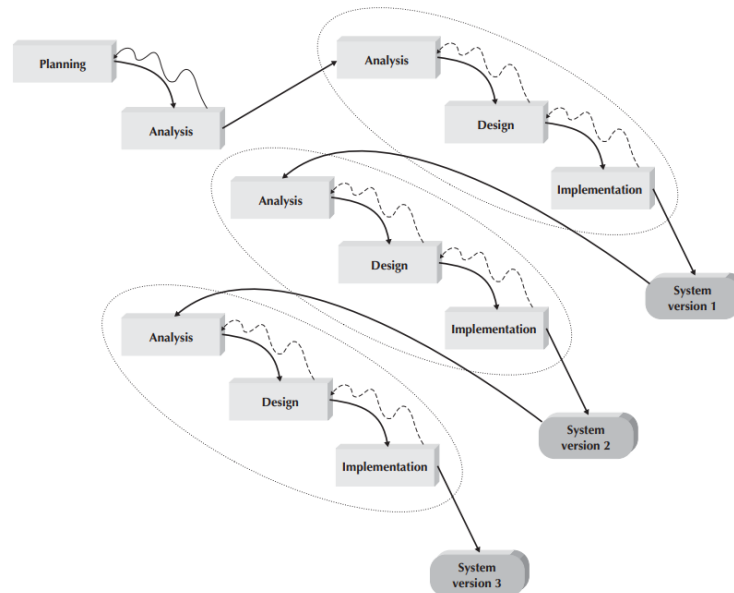 Planning
Analysis
Analysis
Design
Implementation
System
version 1
Analysis
Design
Implementation
System
version 2
Analysis
Design
Implementation
System
version 3